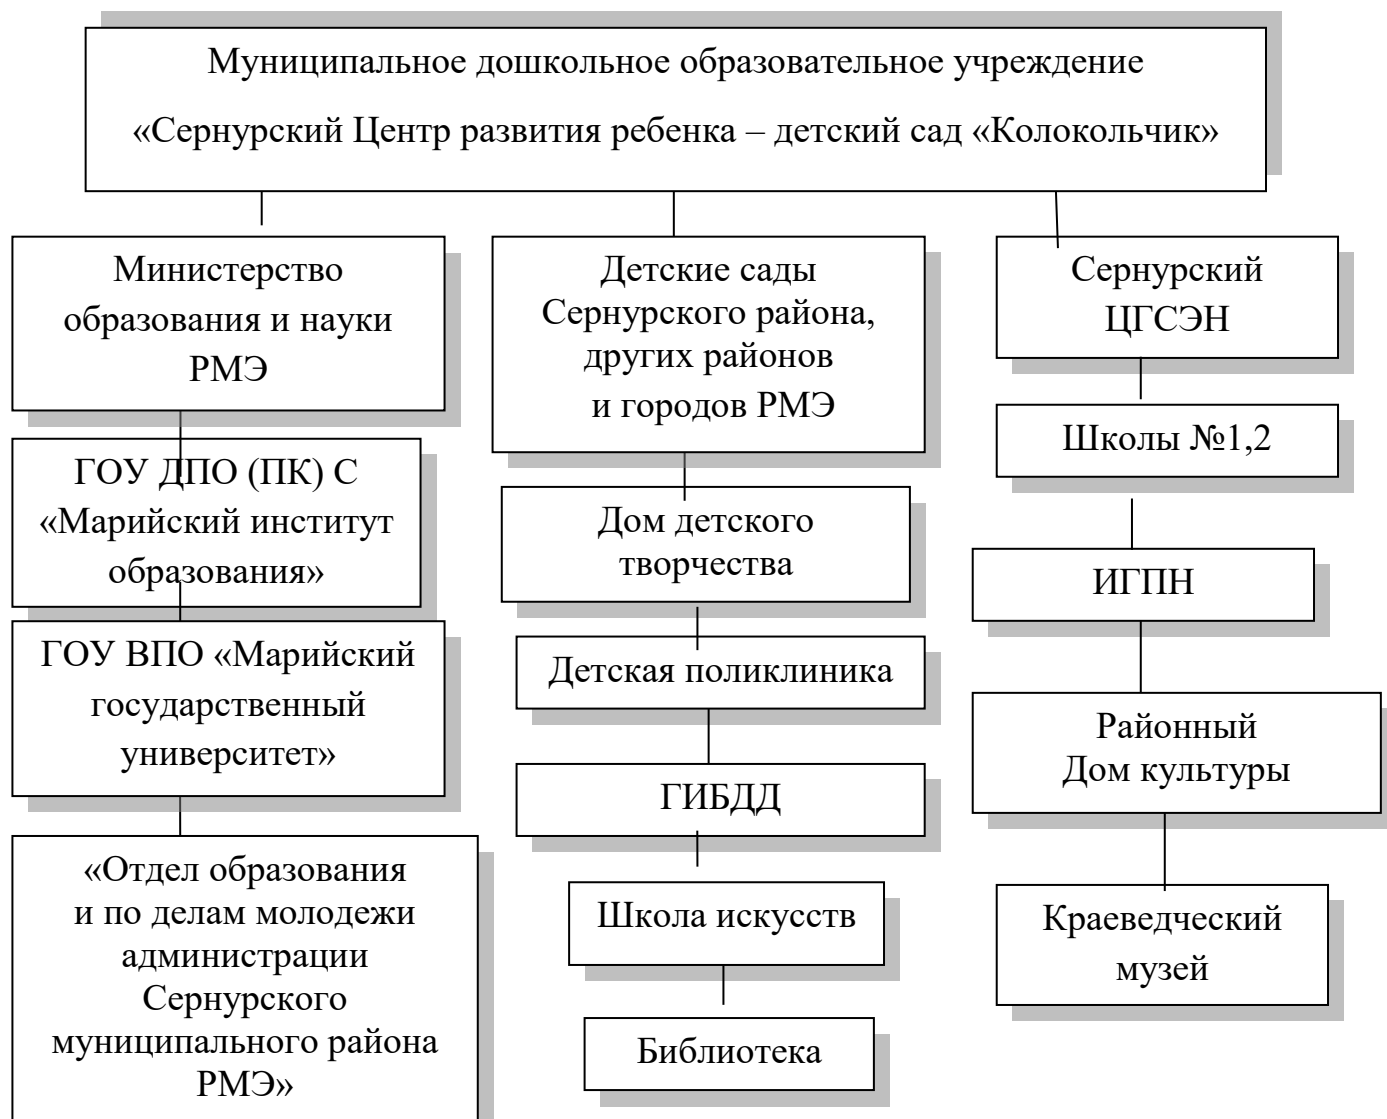 Муниципальное дошкольное образовательное учреждение
«Сернурский Центр развития ребенка – детский сад «Колокольчик»
Министерство
образования и науки
РМЭ
ГОУ ДПО (ПК) С
«Марийский институт
образования»
ГОУ ВПО «Марийский
государственный
университет»
«Отдел образования
и по делам молодежи
администрации
Сернурского
муниципального района
РМЭ»
Детские сады
Сернурского района,
других районов
и городов РМЭ
Дом детского
творчества
Детская поликлиника
ГИБДД
Школа искусств
Библиотека
Сернурский
ЦГСЭН
Школы №1,2
ИГПН
Районный
Дом культуры
Краеведческий
музей